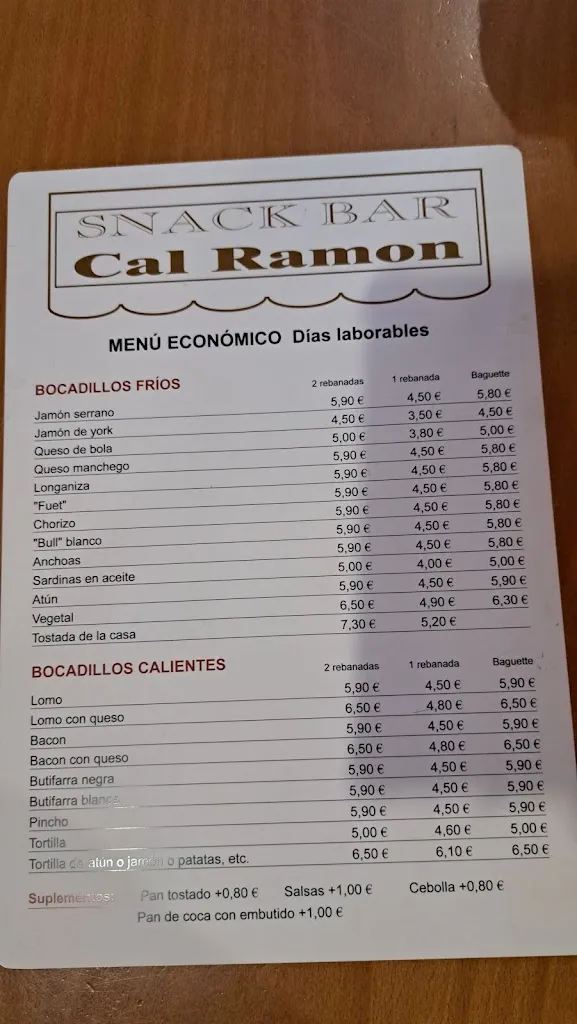 SNACK BAR
Cal Ramon
MENÚ ECONÓMICO Días laborables
BOCADILLOS FRÍOS 2 rebanadas 1 rebanada Baguette
Jamón serrano 5,90 € 4,50 € 5,80 €
Jamón de york 4,50 € 3,50 € 4,50 €
Queso de bola 5,00 € 3,80 € 5,00 €
Queso manchego 5,90 € 4,50 € 5,80 €
Longaniza 5,90 € 4,50 € 5,80 €
"Fuet" 5,90 € 4,50 € 5,80 €
Chorizo 5,90 € 4,50 € 5,80 €
"Bull" blanco 5,90 € 4,50 € 5,80 €
Anchoas 5,90 € 4,50 € 5,80 €
Sardinas en aceite 5,00 € 4,00 € 5,00 €
Atún 5,90 € 4,50 € 5,90 €
Vegetal 6,50 € 4,90 € 6,30 €
Tostada de la casa 7,30 € 5,20 €
BOCADILLOS CALIENTES 2 rebanadas 1 rebanada Baguette
Lomo 5,90 € 4,50 € 5,90 €
Lomo con queso 6,50 € 4,80 € 6,50 €
Bacon 5,90 € 4,50 € 5,90 €
Bacon con queso 6,50 € 4,80 € 6,50 €
Butifarra negra 5,90 € 4,50 € 5,90 €
Butifarra blanca 5,90 € 4,50 € 5,90 €
Pincho 5,90 € 4,50 € 5,90 €
Tortilla 5,00 € 4,60 € 5,00 €
Tortilla de atún o jamón o patatas, etc. 6,50 € 6,10 € 6,50 €
Suplementos: Pan tostado +0,80 € Salsas +1,00 € Cebolla +0,80 €
Pan de coca con embutido +1,00 €